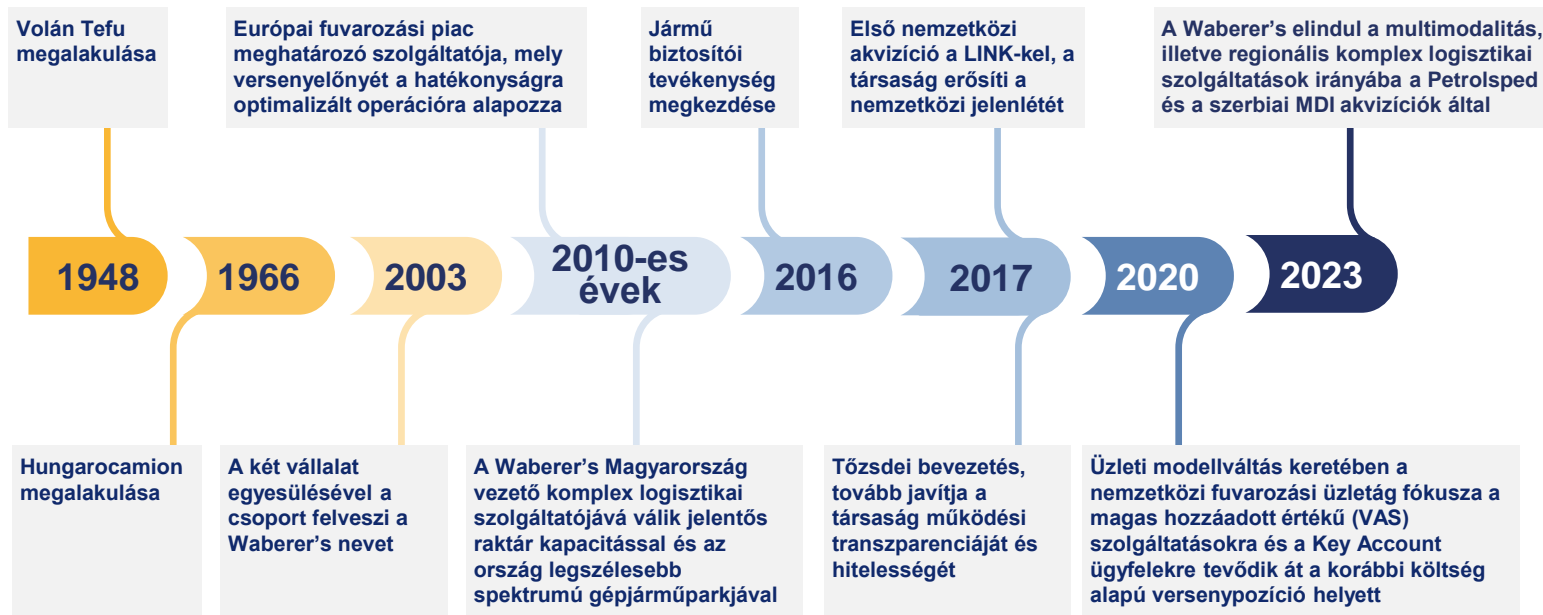 Volán Tefu
megalakulása
Európai fuvarozási piac
meghatározó szolgáltatója, mely
versenyelőnyét a hatékonyságra
optimalizált operációra alapozza
Jármű
biztosítói
tevékenység
megkezdése
Első nemzetközi
akvizíció a LINK-kel, a
társaság erősíti a
nemzetközi jelenlétét
A Waberer's elindul a multimodalitás,
illetve regionális komplex logisztikai
szolgáltatások irányába a Petrolsped
és a szerbiai MDI akvizíciók által
1948
1966
2003
2010-es
évek
2016
2017
2020
2023
Hungarocamion
megalakulása
A két vállalat
egyesülésével a
csoport felveszi a
Waberer's nevet
A Waberer's Magyarország
vezető komplex logisztikai
szolgáltatójává válik jelentős
raktár kapacitással és az
ország legszélesebb
spektrumú gépjárműparkjával
Tőzsdei bevezetés,
tovább javítja a
társaság működési
transzparenciáját és
hitelességét
Üzleti modellváltás keretében a
nemzetközi fuvarozási üzletág fókusza a
magas hozzáadott értékű (VAS)
szolgáltatásokra és a Key Account
ügyfelekre tevődik át a korábbi költség
alapú versenypozíció helyett